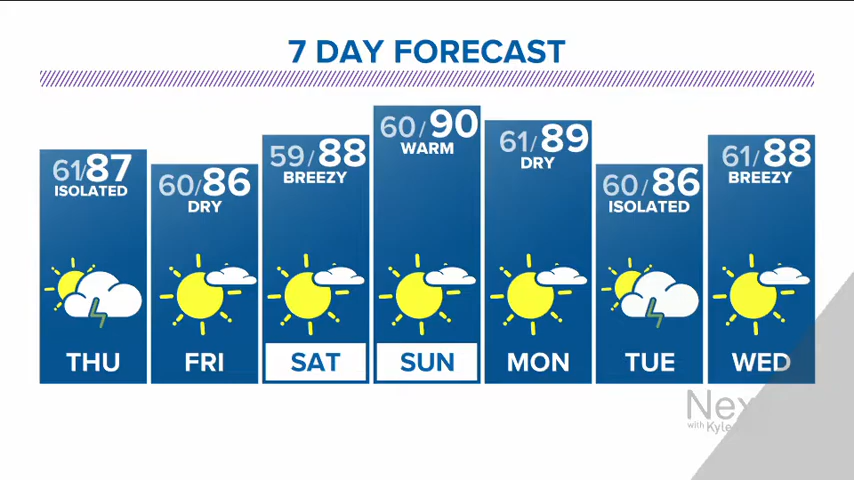 7 DAY FORECAST
61/87
ISOLATED
THU
60/86
DRY
FRI
59/88
BREEZY
SAT
60/90
WARM
SUN
61/89
DRY
MON
60/86
ISOLATED
TUE
61/88
BREEZY
WED
with